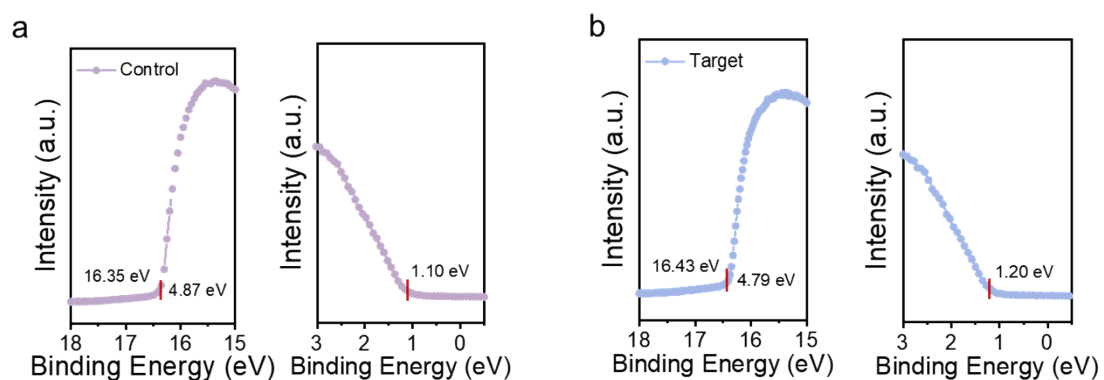 a
Control
Intensity (a.u.)
16.35 eV
4.87 eV
18 17 16 15
Binding Energy (eV)
Intensity (a.u.)
1.10 eV
3 2 1 0
Binding Energy (eV)
b
Target
Intensity (a.u.)
16.43 eV
4.79 eV
18 17 16 15
Binding Energy (eV)
Intensity (a.u.)
1.20 eV
3 2 1 0
Binding Energy (eV)